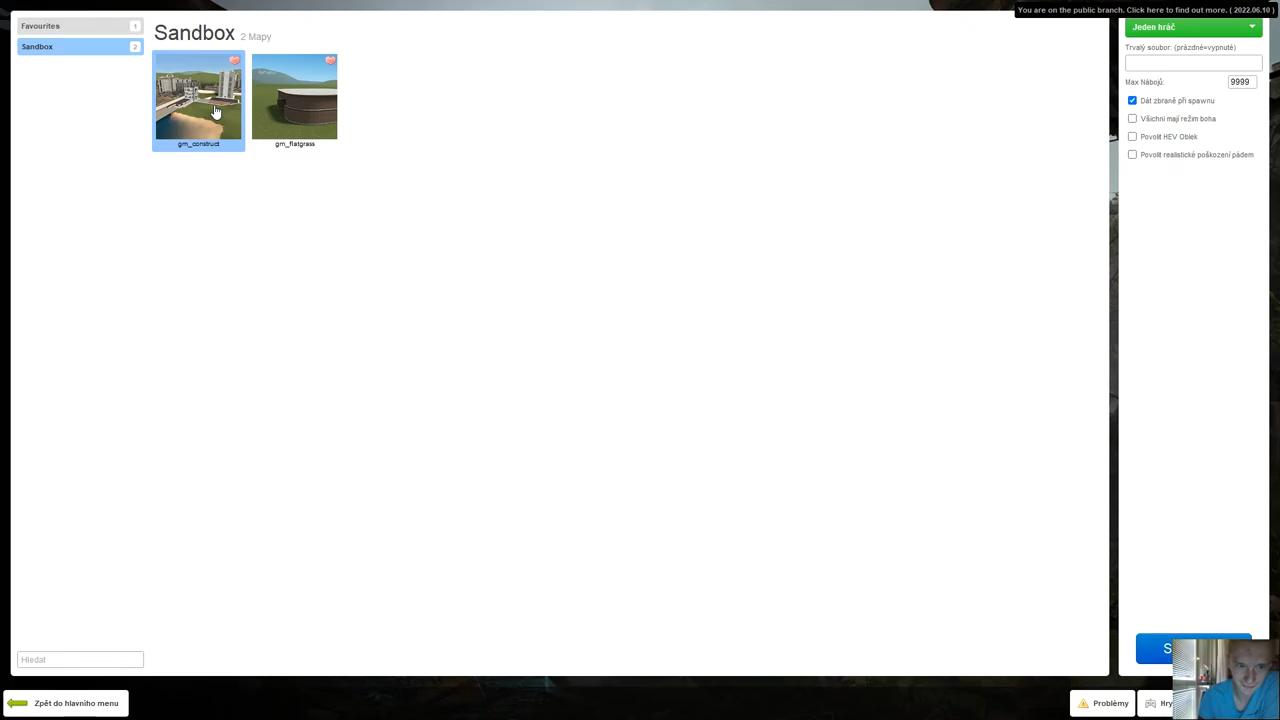 You are on the public branch. Click here to find out more. ( 2022.06.10 )
Favourites 1
Sandbox 2
Sandbox 2 Mapy
gm_construct
gm_flatgrass
Jeden hráč
Trvalý soubor: (prázdné=vypnuté)
Max Nábojů: 9999
Dát zbraně při spawnu
Všichni mají režim boha
Povolit HEV Oblek
Povolit realistické poškození pádem
Hledat
S
Zpět do hlavního menu
Problémy
Hry